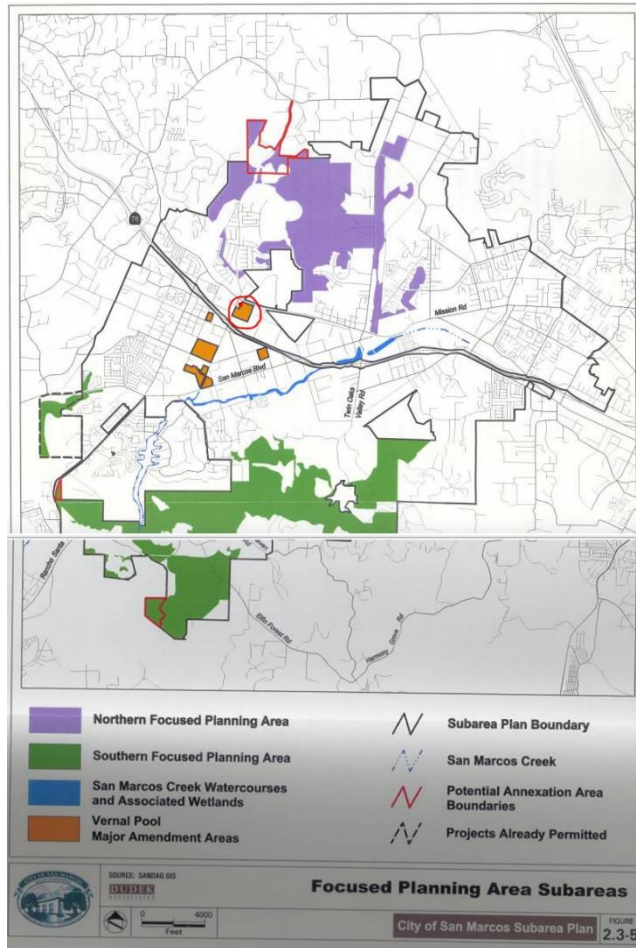 78
Mission Rd
San Marcos Blvd
Twin Oaks
Valley Rd
Rancho Santa
Rd
Elfin Forest Rd
Harmony Grove Rd
Northern Focused Planning Area
Southern Focused Planning Area
San Marcos Creek Watercourses
and Associated Wetlands
Vernal Pool
Major Amendment Areas
Subarea Plan Boundary
San Marcos Creek
Potential Annexation Area
Boundaries
Projects Already Permitted
SOURCE: SANDAG GIS
DUDEK
& ASSOCIATES
0 4000
Feet
Focused Planning Area Subareas
City of San Marcos Subarea Plan
FIGURE
2.3-5